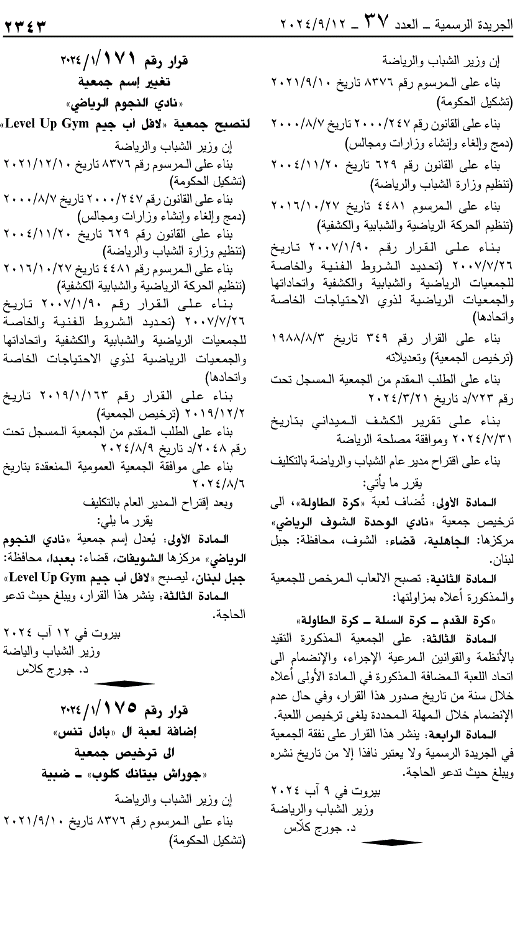 الجريدة الرسمية ــ العدد ٣٧ ــ ٢٠٢٤/٩/١٢
٢٣٤٣
إن وزير الشباب والرياضة
بناء على المرسوم رقم ٨٣٧٦ تاريخ ٢٠٢١/٩/١٠
(تشكيل الحكومة)
بناء على القانون رقم ٢٠٠٠/٢٤٧ تاريخ ٢٠٠٠/٨/٧
(دمج وإلغاء وإنشاء وزارات ومجالس)
بناء على القانون رقم ٦٢٩ تاريخ ٢٠٠٤/١١/٢٠
(تنظيم وزارة الشباب والرياضة)
بناء على المرسوم ٤٤٨١ تاريخ ٢٠١٦/١٠/٢٧
(تنظيم الحركة الرياضية والشبابية والكشفية)
بناء على القرار رقم ٢٠٠٧/١/٩٠ تاريخ
٢٠٠٧/٧/٢٦ (تحديد الشروط الفنية والخاصة
للجمعيات الرياضية والشبابية والكشفية واتحاداتها
والجمعيات الرياضية لذوي الاحتياجات الخاصة
واتحادها)
بناء على القرار رقم ٣٤٩ تاريخ ١٩٨٨/٨/٣
(ترخيص الجمعية) وتعديلاته
بناء على الطلب المقدم من الجمعية المسجل تحت
رقم ٧٢٣/د تاريخ ٢٠٢٤/٣/٢١
بناء على تقرير الكشف الميداني بتاريخ
٢٠٢٤/٧/٣١ وموافقة مصلحة الرياضة
بناء على اقتراح مدير عام الشباب والرياضة بالتكليف
يقرر ما يأتي:
المادة الأولى: تُضاف لعبة «كرة الطاولة»، الى
ترخيص جمعية «نادي الوحدة الشوف الرياضي»
مركزها: الجاهلية، قضاء: الشوف، محافظة: جبل
لبنان.
المادة الثانية: تصبح الالعاب المرخص للجمعية
والمذكورة أعلاه بمزاولتها:
«كرة القدم ــ كرة السلة ــ كرة الطاولة»
المادة الثالثة: على الجمعية المذكورة التقيد
بالأنظمة والقوانين المرعية الإجراء، والإنضمام الى
اتحاد اللعبة المضافة المذكورة في المادة الأولى أعلاه
خلال سنة من تاريخ صدور هذا القرار، وفي حال عدم
الإنضمام خلال المهلة المحددة يلغى ترخيص اللعبة.
المادة الرابعة: ينشر هذا القرار على نفقة الجمعية
في الجريدة الرسمية ولا يعتبر نافذا إلا من تاريخ نشره
ويبلغ حيث تدعو الحاجة.
بيروت في ٩ آب ٢٠٢٤
وزير الشباب والرياضة
د. جورج كلّاس
قرار رقم ٢٠٢٤/١/١٧١
تغيير إسم جمعية
«نادي النجوم الرياضي»
لتصبح جمعية «لافل أب جيم Level Up Gym»
إن وزير الشباب والرياضة
بناء على المرسوم رقم ٨٣٧٦ تاريخ ٢٠٢١/١٢/١٠
(تشكيل الحكومة)
بناء على القانون رقم ٢٠٠٠/٢٤٧ تاريخ ٢٠٠٠/٨/٧
(دمج وإلغاء وإنشاء وزارات ومجالس)
بناء على القانون رقم ٦٢٩ تاريخ ٢٠٠٤/١١/٢٠
(تنظيم وزارة الشباب والرياضة)
بناء على المرسوم رقم ٤٤٨١ تاريخ ٢٠١٦/١٠/٢٧
(تنظيم الحركة الرياضية والشبابية والكشفية)
بناء على القرار رقم ٢٠٠٧/١/٩٠ تاريخ
٢٠٠٧/٧/٢٦ (تحديد الشروط الفنية والخاصة
للجمعيات الرياضية والشبابية والكشفية واتحاداتها
والجمعيات الرياضية لذوي الاحتياجات الخاصة
واتحادها)
بناء على القرار رقم ٢٠١٩/١/١٦٣ تاريخ
٢٠١٩/١٢/٢ (ترخيص الجمعية)
بناء على الطلب المقدم من الجمعية المسجل تحت
رقم ٢٠٤٨/د تاريخ ٢٠٢٤/٨/٩
بناء على موافقة الجمعية العمومية المنعقدة بتاريخ
٢٠٢٤/٨/٦
وبعد إقتراح المدير العام بالتكليف
يقرر ما يلي:
المادة الأولى: يُعدل إسم جمعية «نادي النجوم
الرياضي» مركزها الشويفات، قضاء: بعبدا، محافظة:
جبل لبنان، ليصبح «لافل أب جيم Level Up Gym»
المادة الثالثة: ينشر هذا القرار، ويبلغ حيث تدعو
الحاجة.
بيروت في ١٢ آب ٢٠٢٤
وزير الشباب والياضة
د. جورج كلاس
قرار رقم ٢٠٢٤/١/١٧٥
إضافة لعبة ال «بادل تنس»
الى ترخيص جمعية
«جوراش بيتانك كلوب» ــ ضبية
إن وزير الشباب والرياضة
بناء على المرسوم رقم ٨٣٧٦ تاريخ ٢٠٢١/٩/١٠
(تشكيل الحكومة)